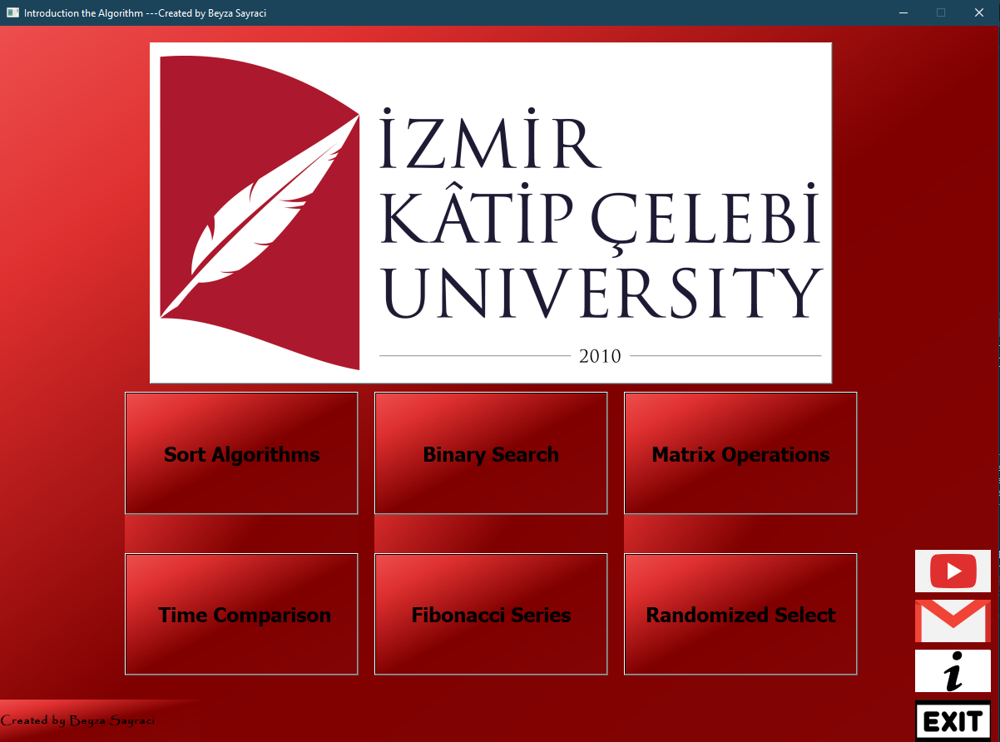 Introduction the Algorithm ---Created by Beyza Sayraci
İZMİR
KÂTİP ÇELEBİ
UNIVERSITY
2010
Sort Algorithms
Binary Search
Matrix Operations
Time Comparison
Fibonacci Series
Randomized Select
i
EXIT
Created by Beyza Sayraci